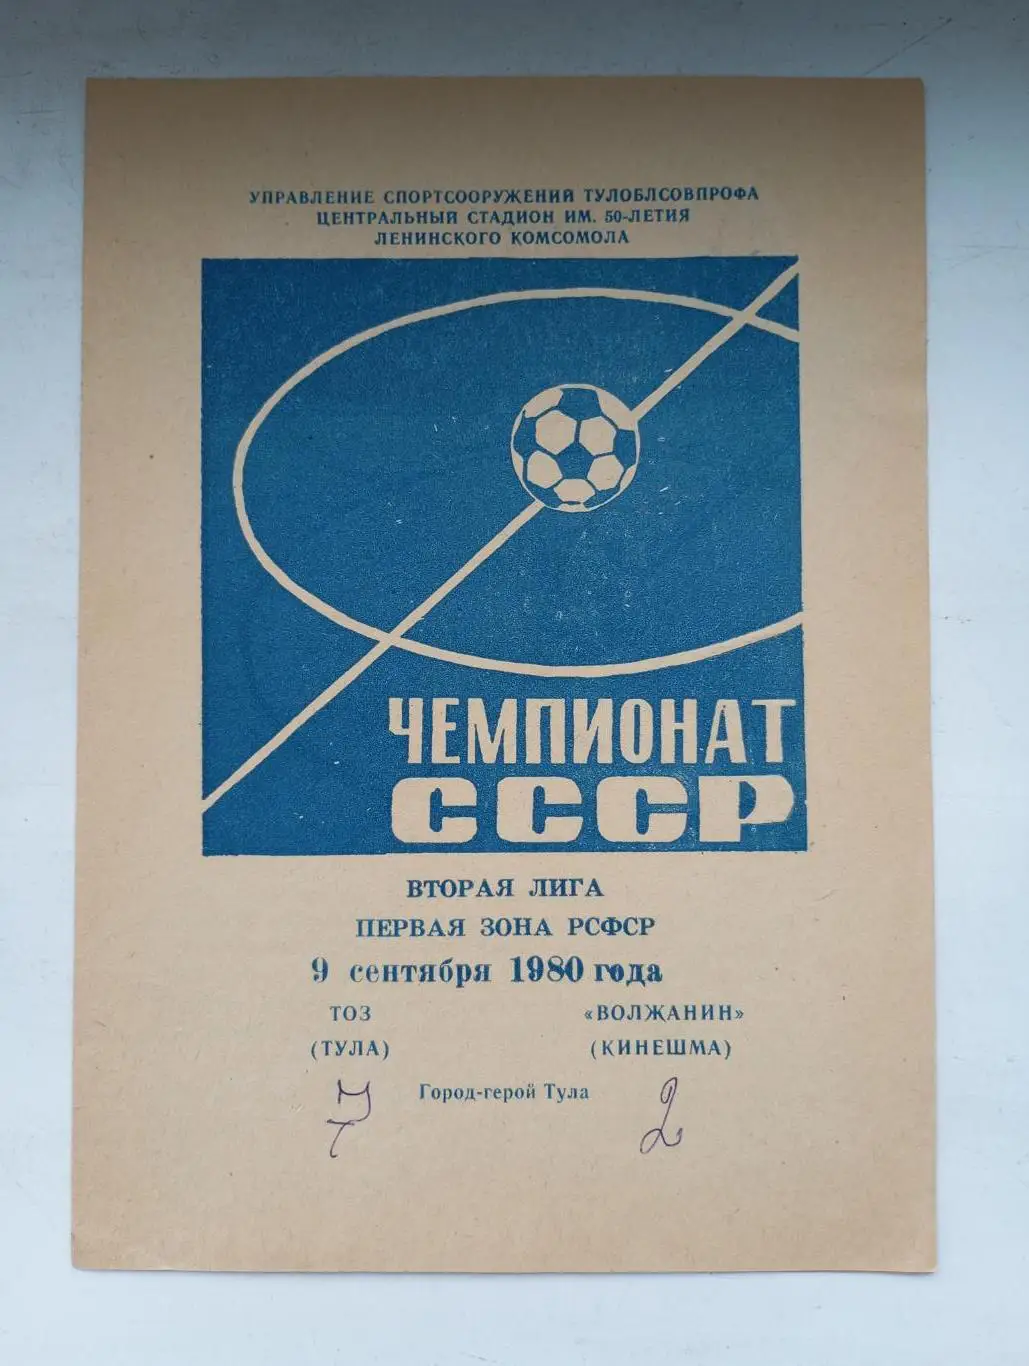 УПРАВЛЕНИЕ СПОРТСООРУЖЕНИЙ ТУЛОБЛСОВПРОФА
ЦЕНТРАЛЬНЫЙ СТАДИОН ИМ. 50-ЛЕТИЯ
ЛЕНИНСКОГО КОМСОМОЛА
ЧЕМПИОНАТ
СССР
ВТОРАЯ ЛИГА
ПЕРВАЯ ЗОНА РСФСР
9 сентября 1980 года
ТОЗ «ВОЛЖАНИН»
(ТУЛА) (КИНЕШМА)
7 Город-герой Тула 2